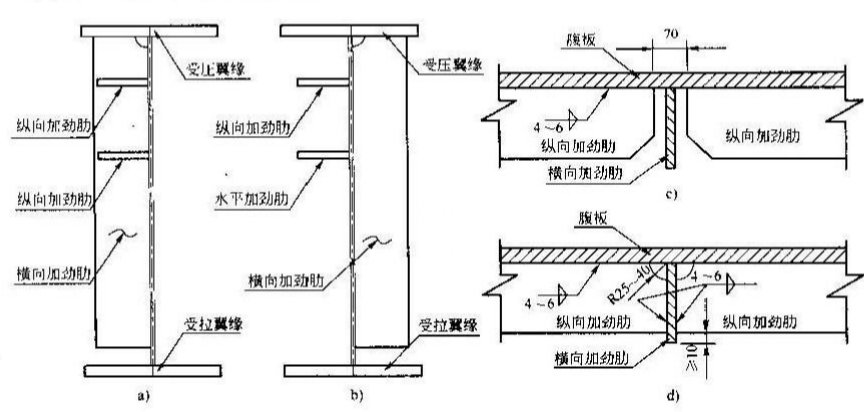 受压翼缘
纵向加劲肋
纵向加劲肋
横向加劲肋
受拉翼缘
a)
受压翼缘
纵向加劲肋
水平加劲肋
横向加劲肋
受拉翼缘
b)
腹板
70
4~6
纵向加劲肋
纵向加劲肋
横向加劲肋
c)
腹板
4~6
R25~40
4~6
纵向加劲肋
纵向加劲肋
横向加劲肋
≥10
d)